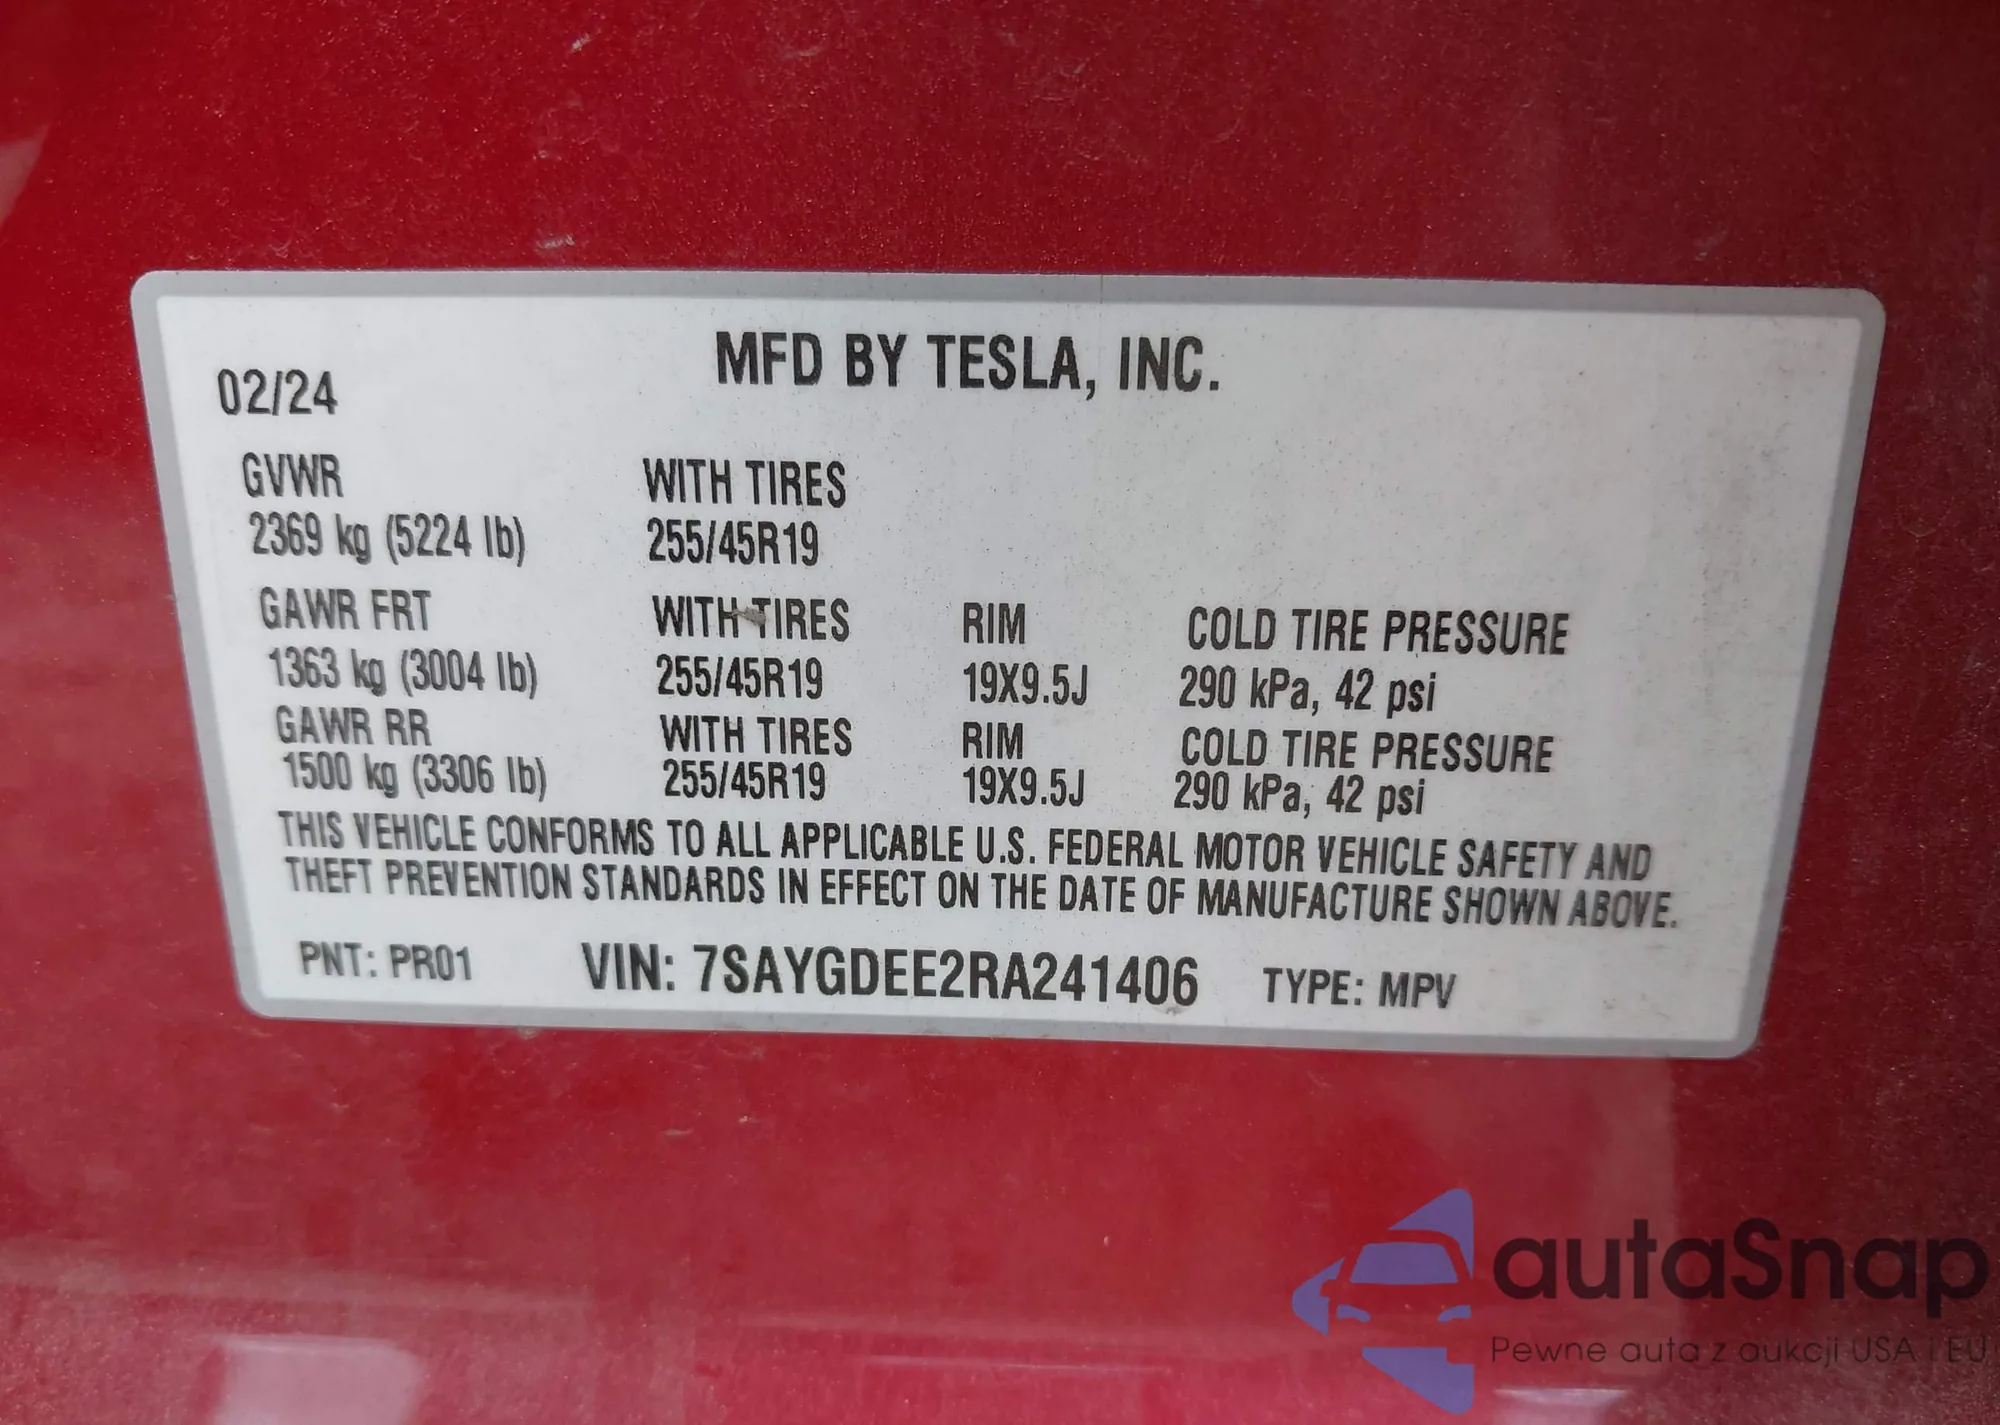 MFD BY TESLA, INC.
02/24
GVWR WITH TIRES
2369 kg (5224 lb) 255/45R19
GAWR FRT WITH TIRES RIM COLD TIRE PRESSURE
1363 kg (3004 lb) 255/45R19 19X9.5J 290 kPa, 42 psi
GAWR RR WITH TIRES RIM COLD TIRE PRESSURE
1500 kg (3306 lb) 255/45R19 19X9.5J 290 kPa, 42 psi
THIS VEHICLE CONFORMS TO ALL APPLICABLE U.S. FEDERAL MOTOR VEHICLE SAFETY AND
THEFT PREVENTION STANDARDS IN EFFECT ON THE DATE OF MANUFACTURE SHOWN ABOVE.
PNT: PR01 VIN: 7SAYGDEE2RA241406 TYPE: MPV
autaSnap
Pewne auta z aukcji USA i EU